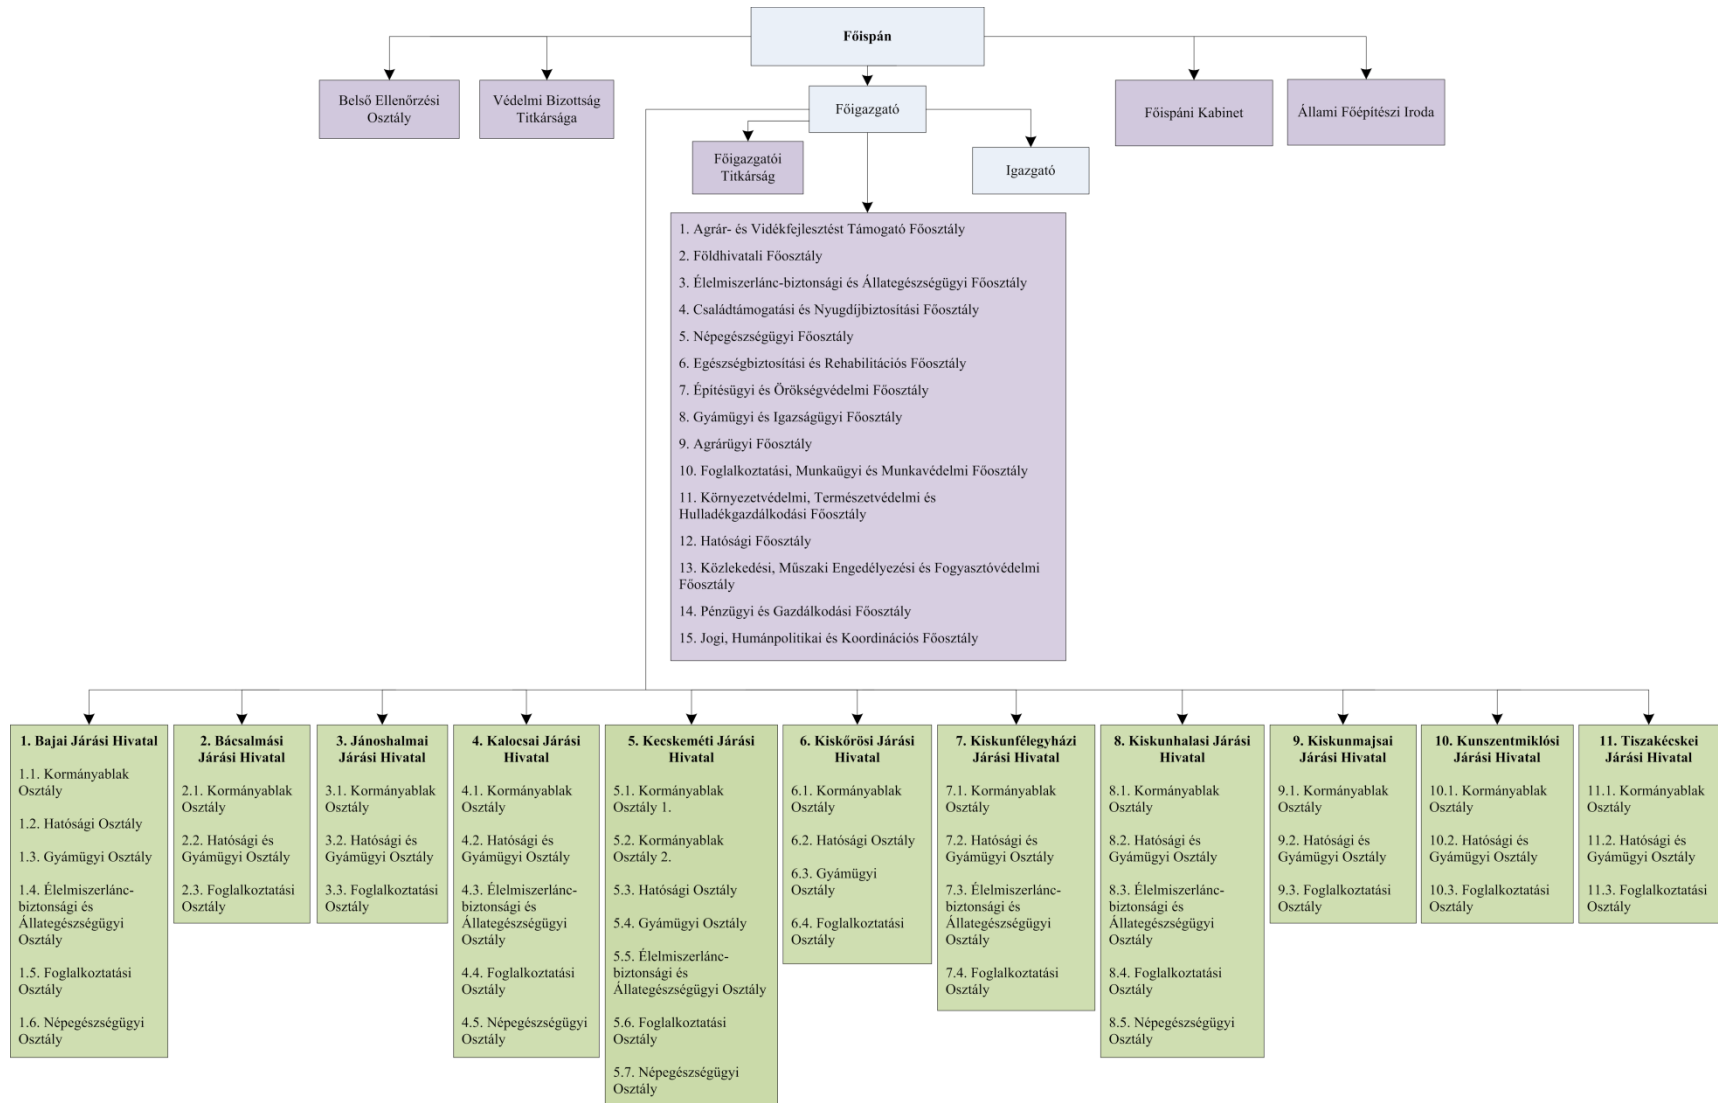 Főispán
Belső Ellenőrzési
Osztály
Védelmi Bizottság
Titkársága
Főispáni Kabinet
Állami Főépítészi Iroda
Főigazgató
Főigazgatói
Titkárság
Igazgató
1. Agrár- és Vidékfejlesztést Támogató Főosztály
2. Földhivatali Főosztály
3. Élelmiszerlánc-biztonsági és Állategészségügyi Főosztály
4. Családtámogatási és Nyugdíjbiztosítási Főosztály
5. Népegészségügyi Főosztály
6. Egészségbiztosítási és Rehabilitációs Főosztály
7. Építésügyi és Örökségvédelmi Főosztály
8. Gyámügyi és Igazságügyi Főosztály
9. Agrárügyi Főosztály
10. Foglalkoztatási, Munkaügyi és Munkavédelmi Főosztály
11. Környezetvédelmi, Természetvédelmi és
Hulladékgazdálkodási Főosztály
12. Hatósági Főosztály
13. Közlekedési, Műszaki Engedélyezési és Fogyasztóvédelmi
Főosztály
14. Pénzügyi és Gazdálkodási Főosztály
15. Jogi, Humánpolitikai és Koordinációs Főosztály
1. Bajai Járási Hivatal
1.1. Kormányablak
Osztály
1.2. Hatósági Osztály
1.3. Gyámügyi Osztály
1.4. Élelmiszerlánc-
biztonsági és
Állategészségügyi
Osztály
1.5. Foglalkoztatási
Osztály
1.6. Népegészségügyi
Osztály
2. Bácsalmási
Járási Hivatal
2.1. Kormányablak
Osztály
2.2. Hatósági és
Gyámügyi Osztály
2.3. Foglalkoztatási
Osztály
3. Jánoshalmai
Járási Hivatal
3.1. Kormányablak
Osztály
3.2. Hatósági és
Gyámügyi Osztály
3.3. Foglalkoztatási
Osztály
4. Kalocsai Járási
Hivatal
4.1. Kormányablak
Osztály
4.2. Hatósági és
Gyámügyi Osztály
4.3. Élelmiszerlánc-
biztonsági és
Állategészségügyi
Osztály
4.4. Foglalkoztatási
Osztály
4.5. Népegészségügyi
Osztály
5. Kecskeméti Járási
Hivatal
5.1. Kormányablak
Osztály 1.
5.2. Kormányablak
Osztály 2.
5.3. Hatósági Osztály
5.4. Gyámügyi Osztály
5.5. Élelmiszerlánc-
biztonsági és
Állategészségügyi Osztály
5.6. Foglalkoztatási
Osztály
5.7. Népegészségügyi
Osztály
6. Kiskőrösi Járási
Hivatal
6.1. Kormányablak
Osztály
6.2. Hatósági Osztály
6.3. Gyámügyi
Osztály
6.4. Foglalkoztatási
Osztály
7. Kiskunfélegyházi
Járási Hivatal
7.1. Kormányablak
Osztály
7.2. Hatósági és
Gyámügyi Osztály
7.3. Élelmiszerlánc-
biztonsági és
Állategészségügyi
Osztály
7.4. Foglalkoztatási
Osztály
8. Kiskunhalasi Járási
Hivatal
8.1. Kormányablak
Osztály
8.2. Hatósági és
Gyámügyi Osztály
8.3. Élelmiszerlánc-
biztonsági és
Állategészségügyi
Osztály
8.4. Foglalkoztatási
Osztály
8.5. Népegészségügyi
Osztály
9. Kiskunmajsai
Járási Hivatal
9.1. Kormányablak
Osztály
9.2. Hatósági és
Gyámügyi Osztály
9.3. Foglalkoztatási
Osztály
10. Kunszentmiklósi
Járási Hivatal
10.1. Kormányablak
Osztály
10.2. Hatósági és
Gyámügyi Osztály
10.3. Foglalkoztatási
Osztály
11. Tiszakécskei
Járási Hivatal
11.1. Kormányablak
Osztály
11.2. Hatósági és
Gyámügyi Osztály
11.3. Foglalkoztatási
Osztály